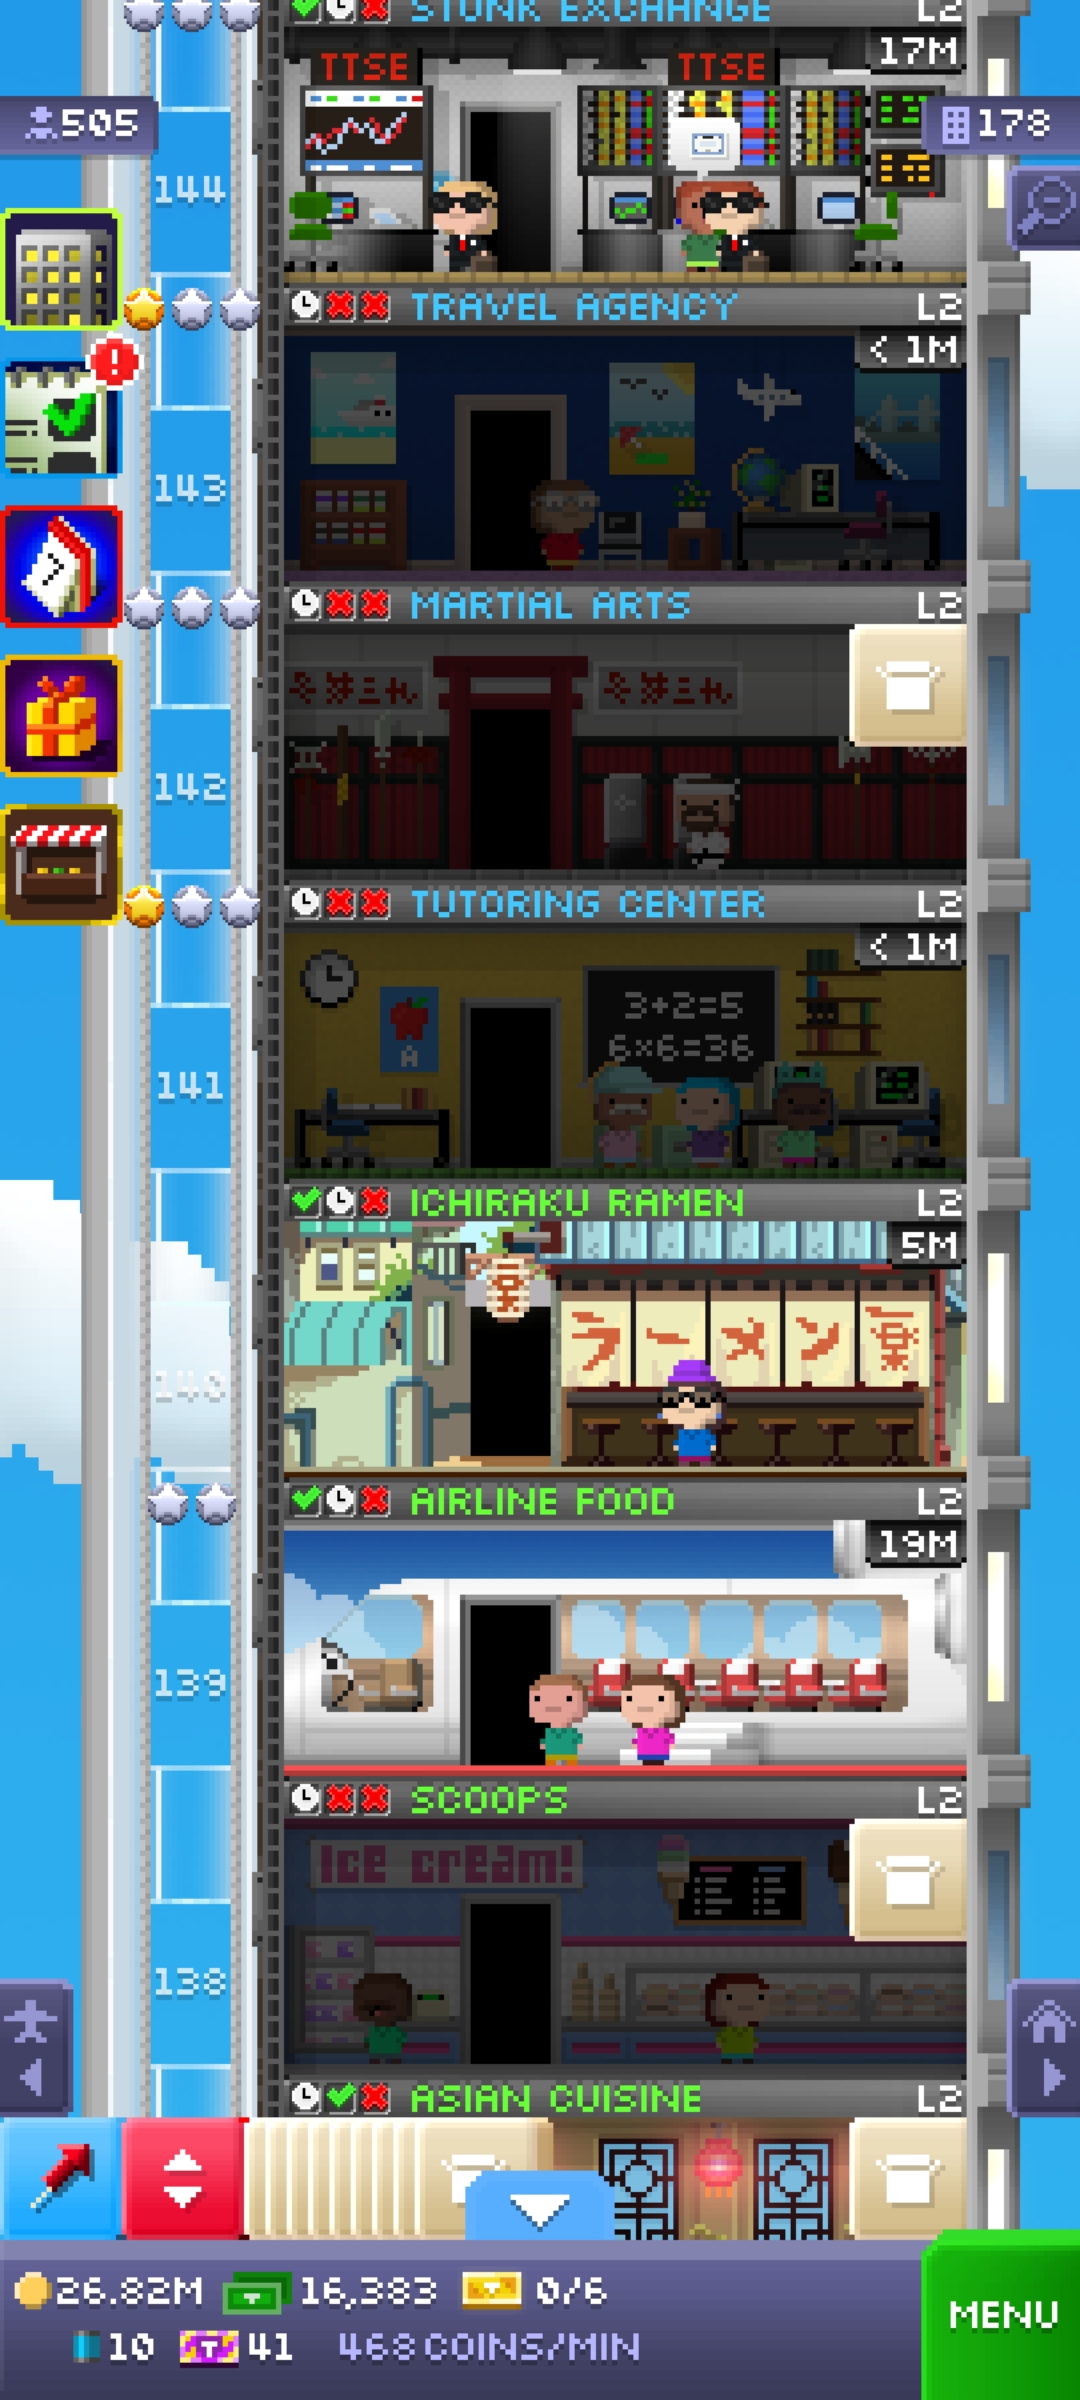 STONK EXCHANGE L2
17M
TTSE TTSE
505
178
144
TRAVEL AGENCY L2
< 1M
143
7
MARTIAL ARTS L2
142
TUTORING CENTER L2
< 1M
3+2=5
6×6=36
A
141
ICHIRAKU RAMEN L2
5M
ラーメン
140
AIRLINE FOOD L2
19M
139
SCOOPS L2
Ice cream!
138
ASIAN CUISINE L2
26.82M 16,383 0/6
10 T 41 468 COINS/MIN
MENU